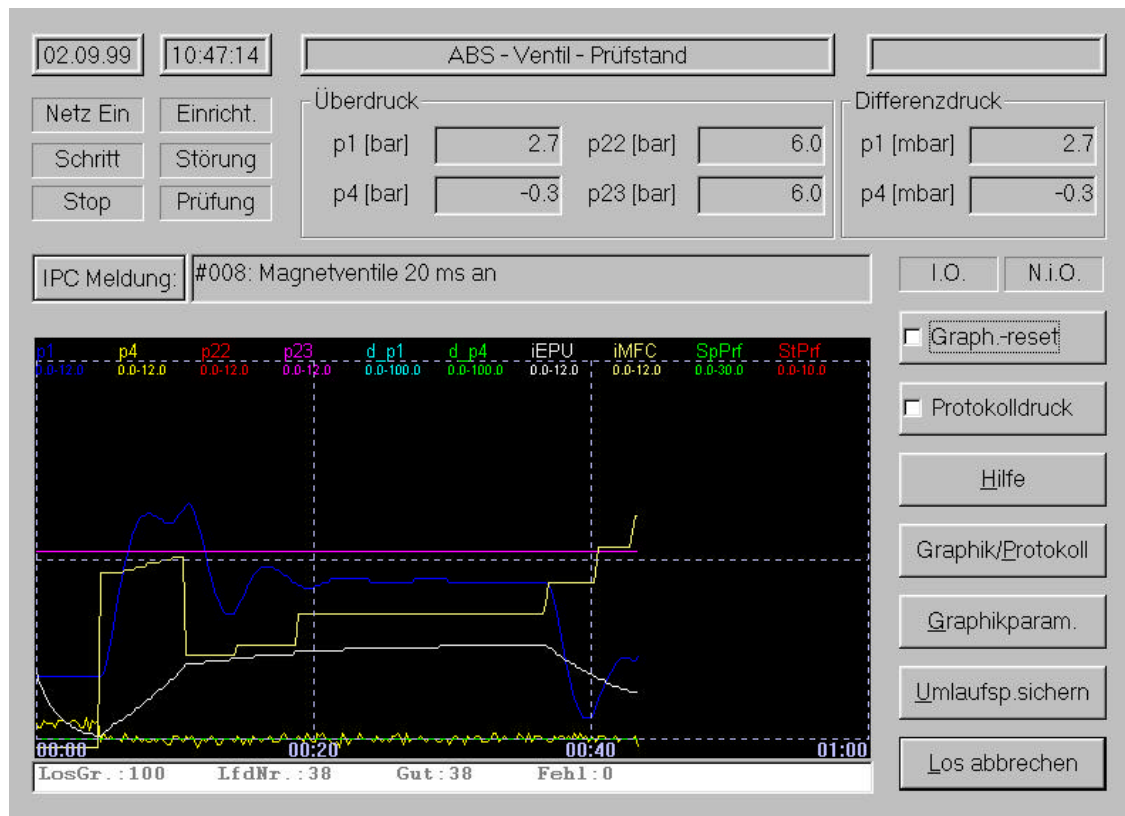 02.09.99 10:47:14 ABS - Ventil - Prüfstand
Netz Ein Einricht.
Schritt Störung
Stop Prüfung
Überdruck
p1 [bar] 2.7 p22 [bar] 6.0
p4 [bar] -0.3 p23 [bar] 6.0
Differenzdruck
p1 [mbar] 2.7
p4 [mbar] -0.3
IPC Meldung: #008: Magnetventile 20 ms an
I.O. N.i.O.
p1 p4 p22 p23 d_p1 d_p4 iEPU iMFC SpPrf StPrf
0.0-12.0 0.0-12.0 0.0-12.0 0.0-12.0 0.0-100.0 0.0-100.0 0.0-12.0 0.0-12.0 0.0-30.0 0.0-10.0
00:00 00:20 00:40 01:00
LosGr.:100 LfdNr.:38 Gut:38 Fehl:0
Graph.-reset
Protokolldruck
Hilfe
Graphik/Protokoll
Graphikparam.
Umlaufsp.sichern
Los abbrechen